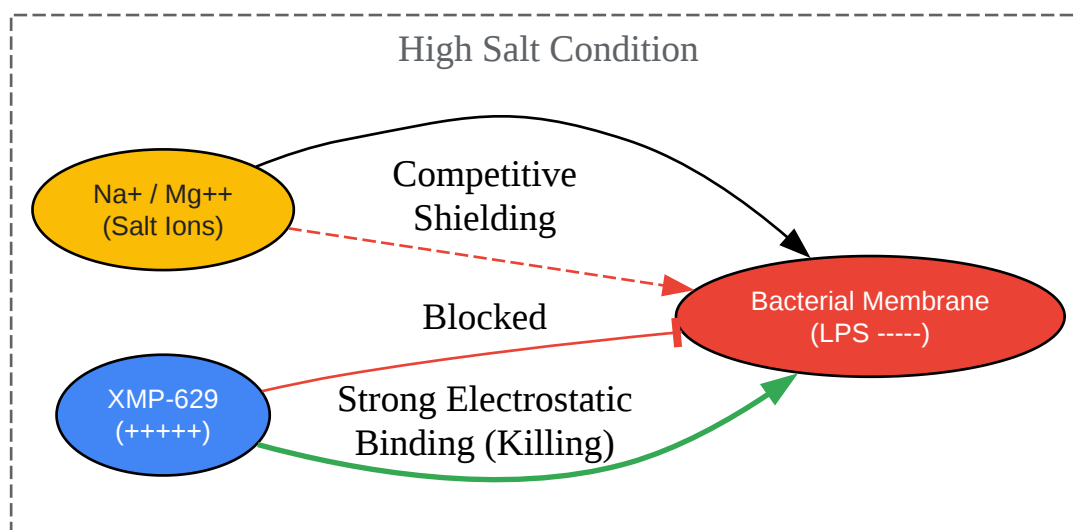 High Salt Condition
Na+ / Mg++
(Salt Ions)
Competitive
Shielding
Bacterial Membrane
(LPS -----)
Blocked
XMP-629
(+++++)
Strong Electrostatic
Binding (Killing)